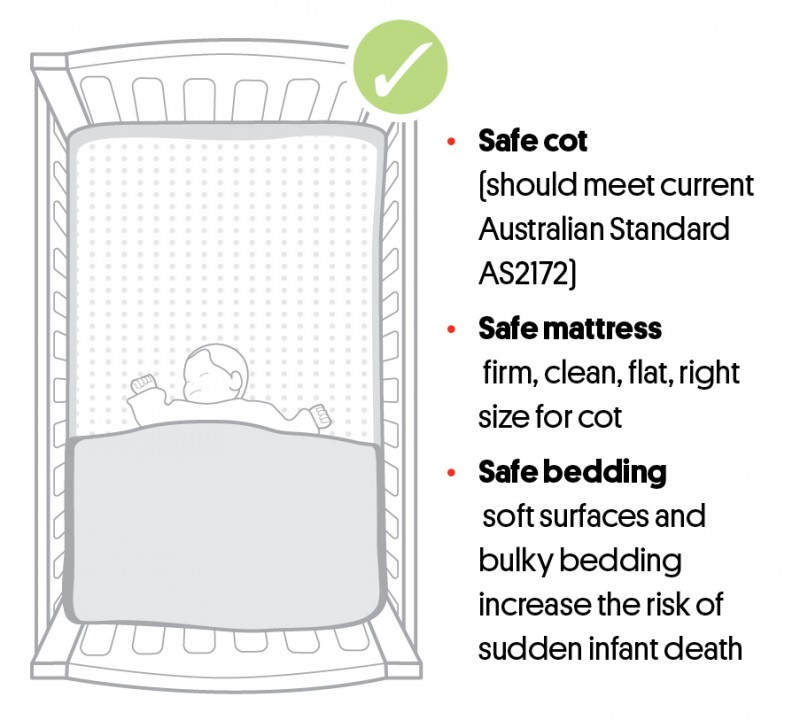 Safe cot
(should meet current
Australian Standard
AS2172)
Safe mattress
firm, clean, flat, right
size for cot
Safe bedding
soft surfaces and
bulky bedding
increase the risk of
sudden infant death